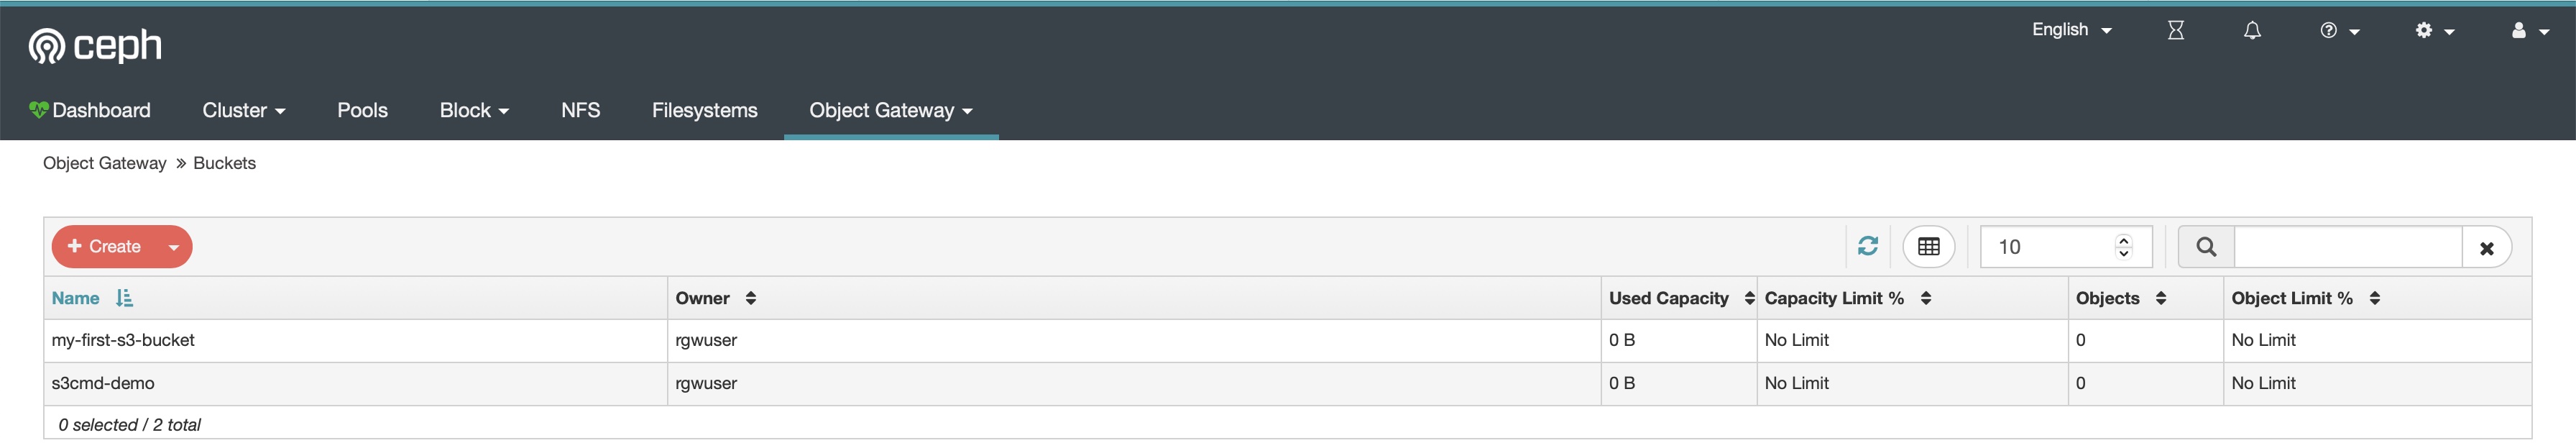 ceph
English
Dashboard Cluster Pools Block NFS Filesystems Object Gateway
Object Gateway » Buckets
+ Create 10
Name Owner Used Capacity Capacity Limit % Objects Object Limit %
my-first-s3-bucket rgwuser 0 B No Limit 0 No Limit
s3cmd-demo rgwuser 0 B No Limit 0 No Limit
0 selected / 2 total